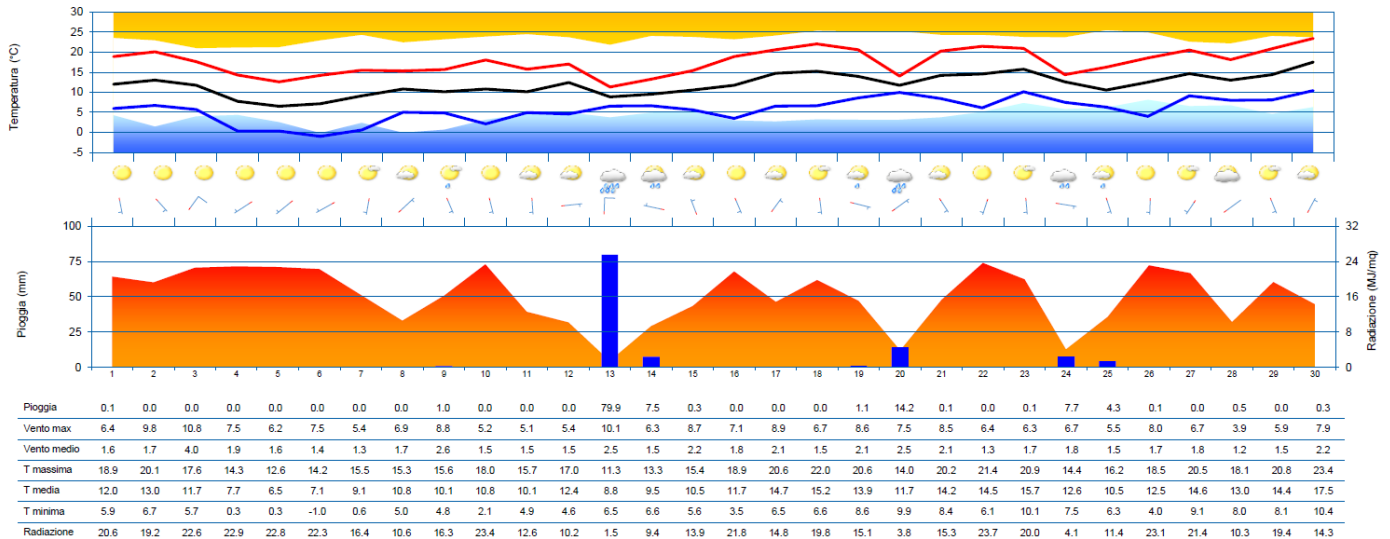 30
25
20
15
10
5
0
-5
Temperatura (°C)
100
75
50
25
0
Pioggia (mm)
32
24
16
8
0
Radiazione (MJ/mq)
1 2 3 4 5 6 7 8 9 10 11 12 13 14 15 16 17 18 19 20 21 22 23 24 25 26 27 28 29 30
Pioggia 0.1 0.0 0.0 0.0 0.0 0.0 0.0 0.0 1.0 0.0 0.0 0.0 79.9 7.5 0.3 0.0 0.0 0.0 1.1 14.2 0.1 0.0 0.1 7.7 4.3 0.1 0.0 0.5 0.0 0.3
Vento max 6.4 9.8 10.8 7.5 6.2 7.5 5.4 6.9 8.8 5.2 5.1 5.4 10.1 6.3 8.7 7.1 8.9 6.7 8.6 7.5 8.5 6.4 6.3 6.7 5.5 8.0 6.7 3.9 5.9 7.9
Vento medio 1.6 1.7 4.0 1.9 1.6 1.4 1.3 1.7 2.6 1.5 1.5 1.5 2.5 1.5 2.2 1.8 2.1 1.5 2.1 2.5 2.1 1.3 1.7 1.8 1.5 1.7 1.8 1.2 1.5 2.2
T massima 18.9 20.1 17.6 14.3 12.6 14.2 15.5 15.3 15.6 18.0 15.7 17.0 11.3 13.3 15.4 18.9 20.6 22.0 20.6 14.0 20.2 21.4 20.9 14.4 16.2 18.5 20.5 18.1 20.8 23.4
T media 12.0 13.0 11.7 7.7 6.5 7.1 9.1 10.8 10.1 10.8 10.1 12.4 8.8 9.5 10.5 11.7 14.7 15.2 13.9 11.7 14.2 14.5 15.7 12.6 10.5 12.5 14.6 13.0 14.4 17.5
T minima 5.9 6.7 5.7 0.3 0.3 -1.0 0.6 5.0 4.8 2.1 4.9 4.6 6.5 6.6 5.6 3.5 6.5 6.6 8.6 9.9 8.4 6.1 10.1 7.5 6.3 4.0 9.1 8.0 8.1 10.4
Radiazione 20.6 19.2 22.6 22.9 22.8 22.3 16.4 10.6 16.3 23.4 12.6 10.2 1.5 9.4 13.9 21.8 14.8 19.8 15.1 3.8 15.3 23.7 20.0 4.1 11.4 23.1 21.4 10.3 19.4 14.3